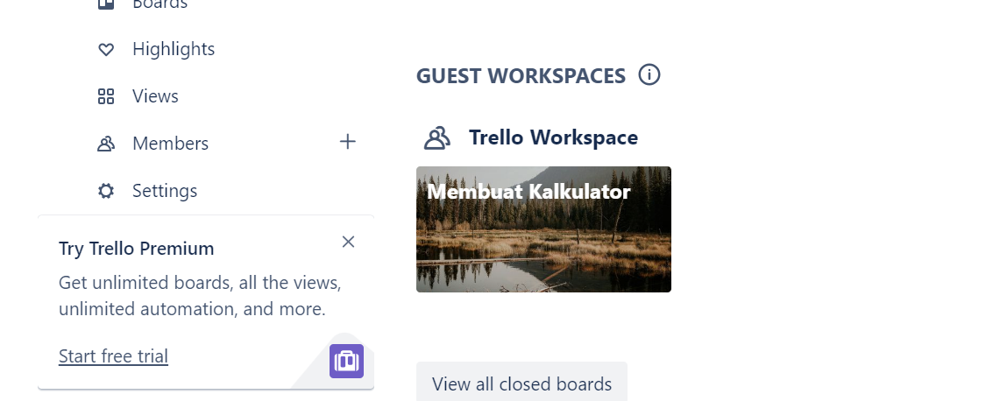 Boards
Highlights
Views
Members
Settings
Try Trello Premium
Get unlimited boards, all the views,
unlimited automation, and more.
Start free trial
GUEST WORKSPACES
Trello Workspace
Membuat Kalkulator
View all closed boards